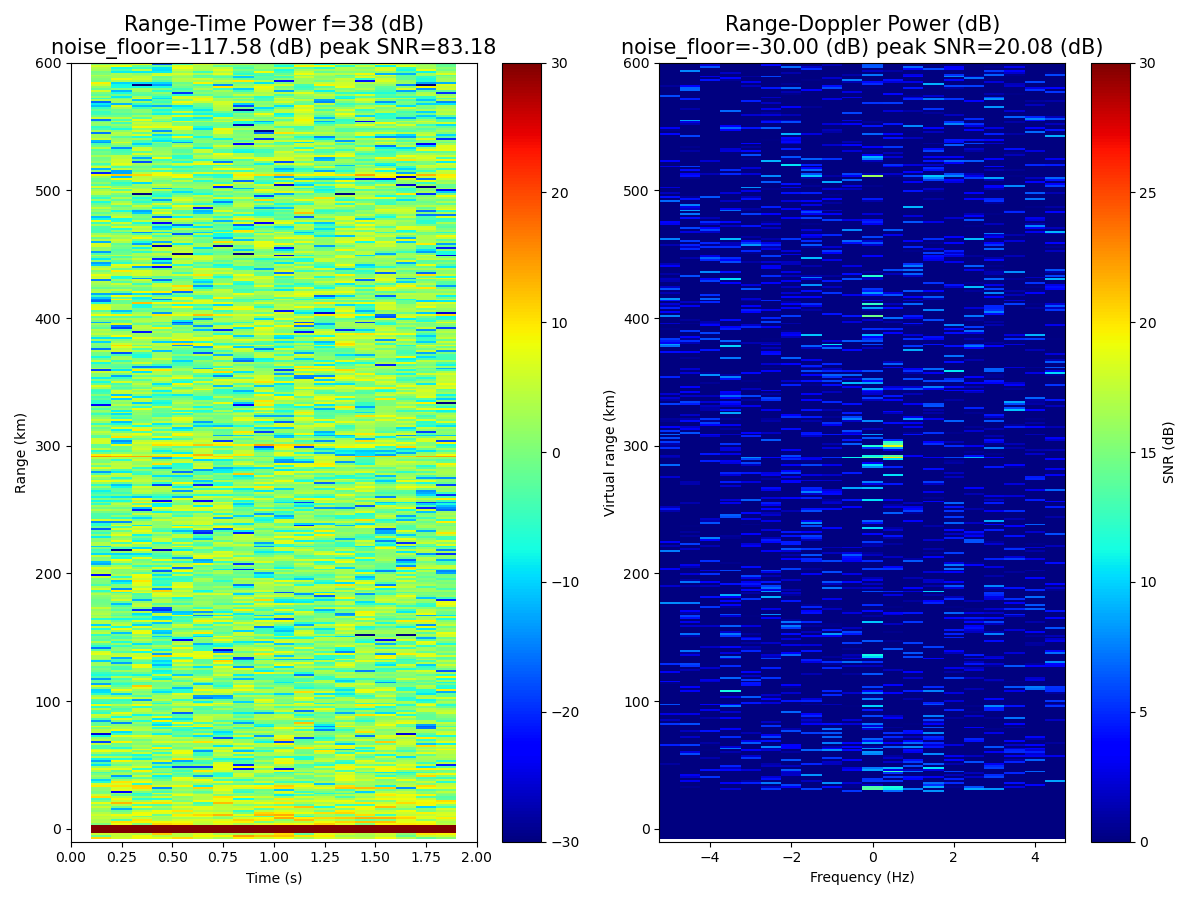 Range-Time Power f=38 (dB)
noise_floor=-117.58 (dB) peak SNR=83.18
600
500
400
300
200
100
0
Range (km)
0.00 0.25 0.50 0.75 1.00 1.25 1.50 1.75 2.00
Time (s)
30
20
10
0
−10
−20
−30
Range-Doppler Power (dB)
noise_floor=-30.00 (dB) peak SNR=20.08 (dB)
600
500
400
300
200
100
0
Virtual range (km)
−4 −2 0 2 4
Frequency (Hz)
30
25
20
15
10
5
0
SNR (dB)